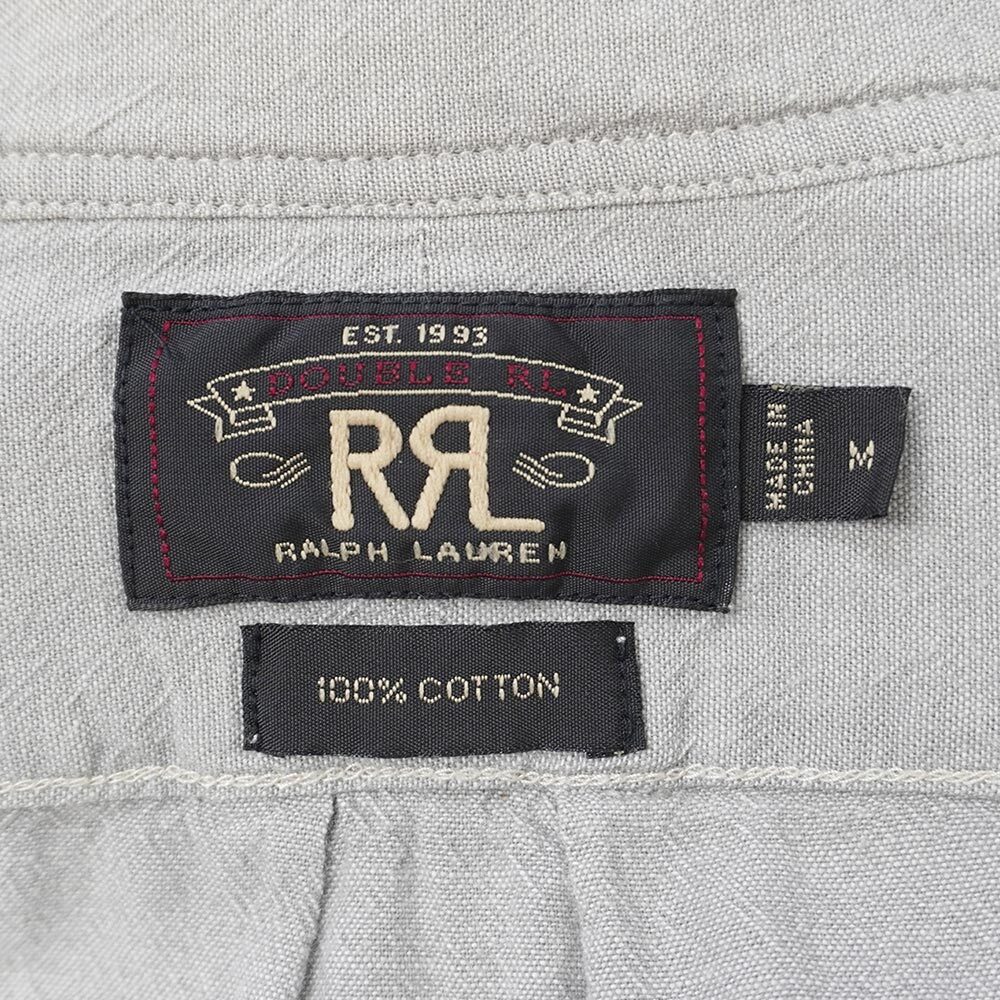 EST. 1993
DOUBLE RL
RRL
RALPH LAUREN
MADE IN
CHINA
M
100% COTTON